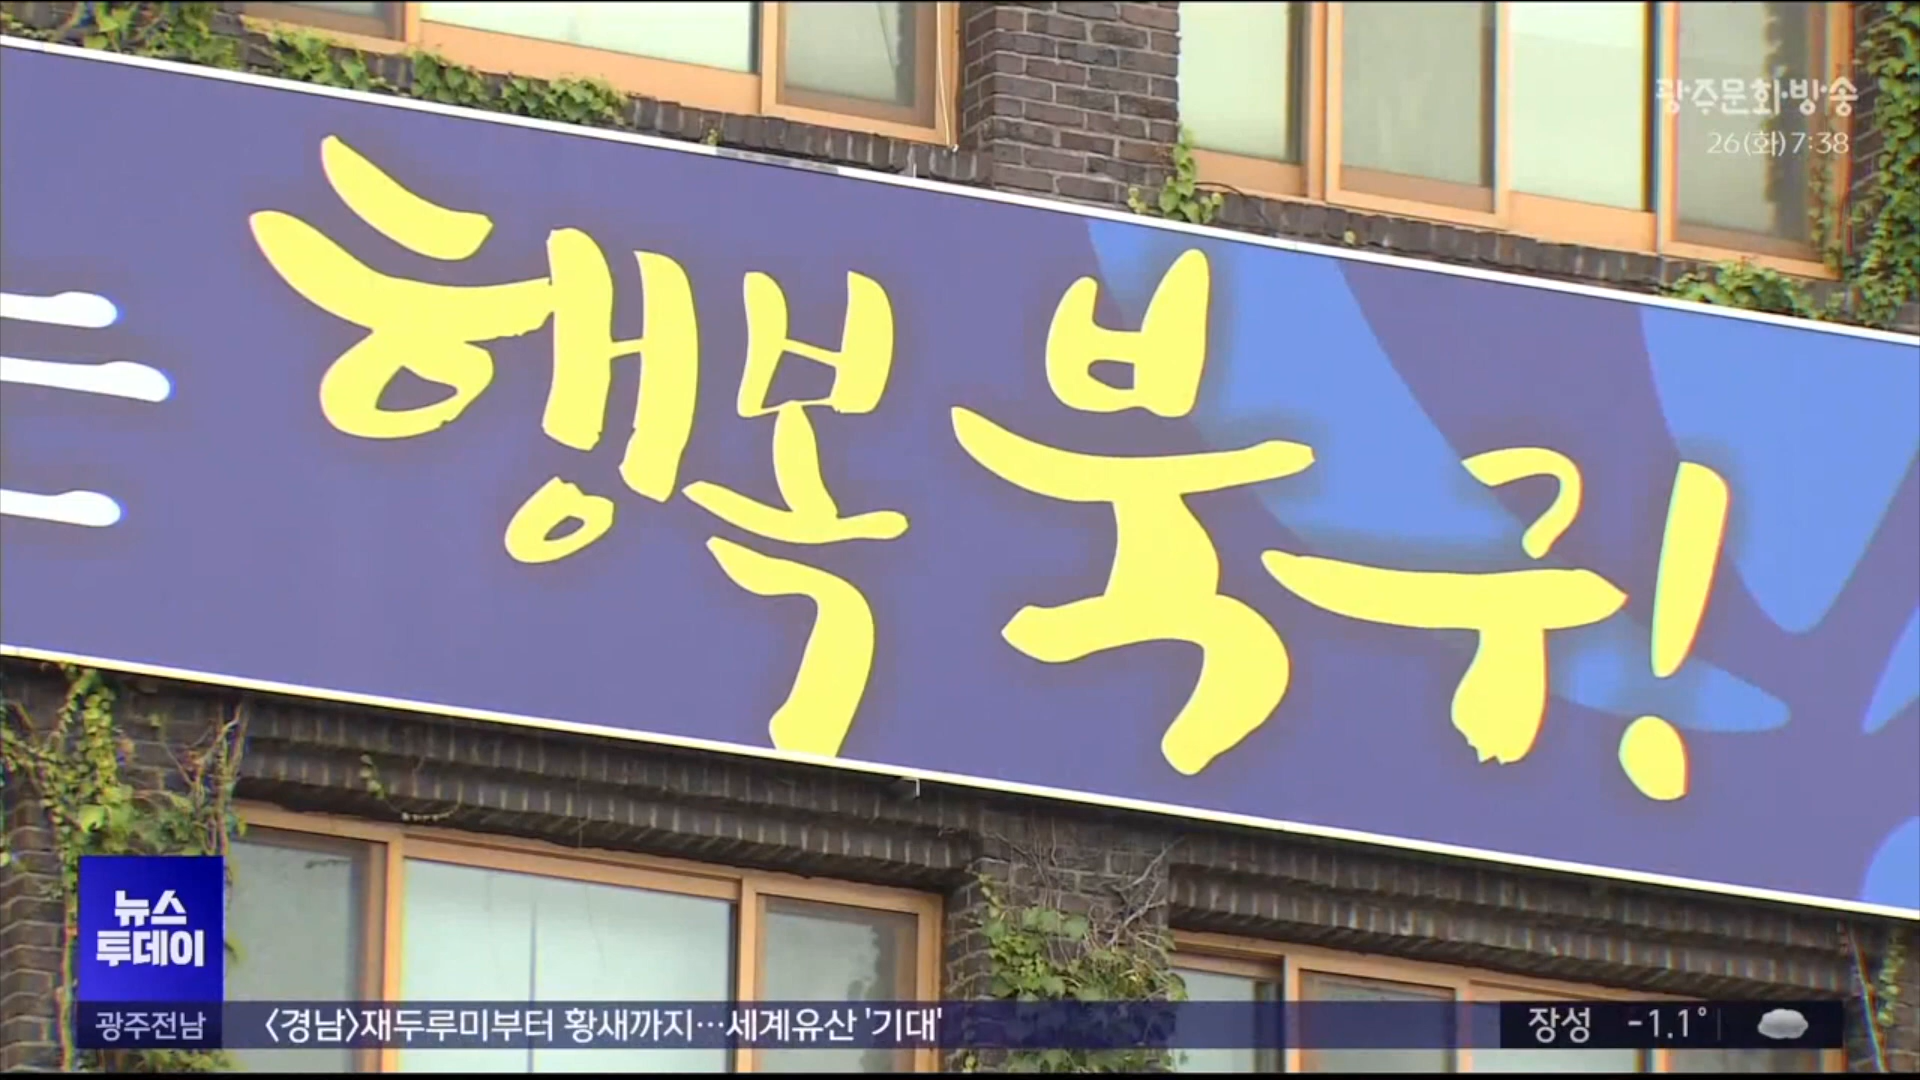 광주문화방송
26(화) 7:38
행복 북구!
뉴스
투데이
광주전남
〈경남〉재두루미부터 황새까지…세계유산 '기대'
장성 -1.1°